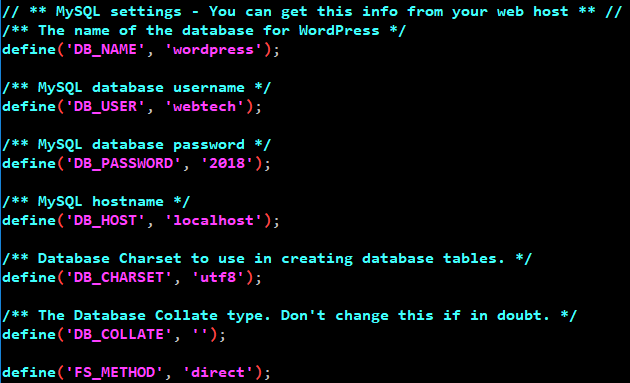 // ** MySQL settings - You can get this info from your web host ** //
/** The name of the database for WordPress */
define('DB_NAME', 'wordpress');
/** MySQL database username */
define('DB_USER', 'webtech');
/** MySQL database password */
define('DB_PASSWORD', '2018');
/** MySQL hostname */
define('DB_HOST', 'localhost');
/** Database Charset to use in creating database tables. */
define('DB_CHARSET', 'utf8');
/** The Database Collate type. Don't change this if in doubt. */
define('DB_COLLATE', '');
define('FS_METHOD', 'direct');